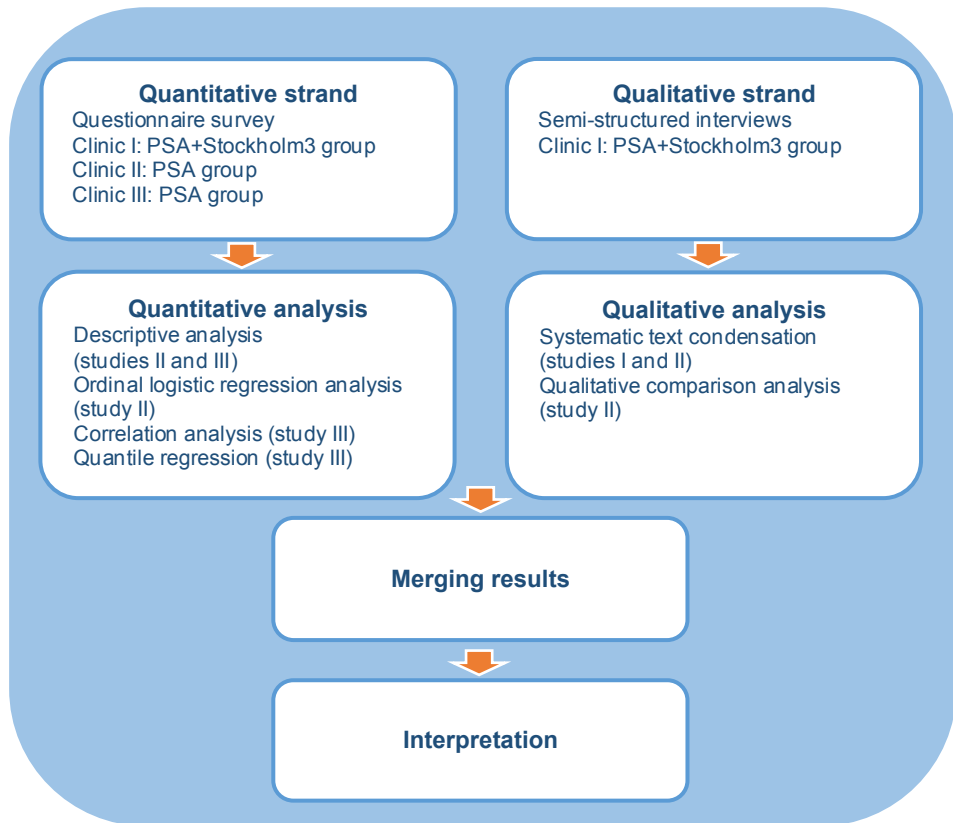 Quantitative strand
Questionnaire survey
Clinic I: PSA+Stockholm3 group
Clinic II: PSA group
Clinic III: PSA group
Qualitative strand
Semi-structured interviews
Clinic I: PSA+Stockholm3 group
Quantitative analysis
Descriptive analysis
(studies II and III)
Ordinal logistic regression analysis
(study II)
Correlation analysis (study III)
Quantile regression (study III)
Qualitative analysis
Systematic text condensation
(studies I and II)
Qualitative comparison analysis
(study II)
Merging results
Interpretation